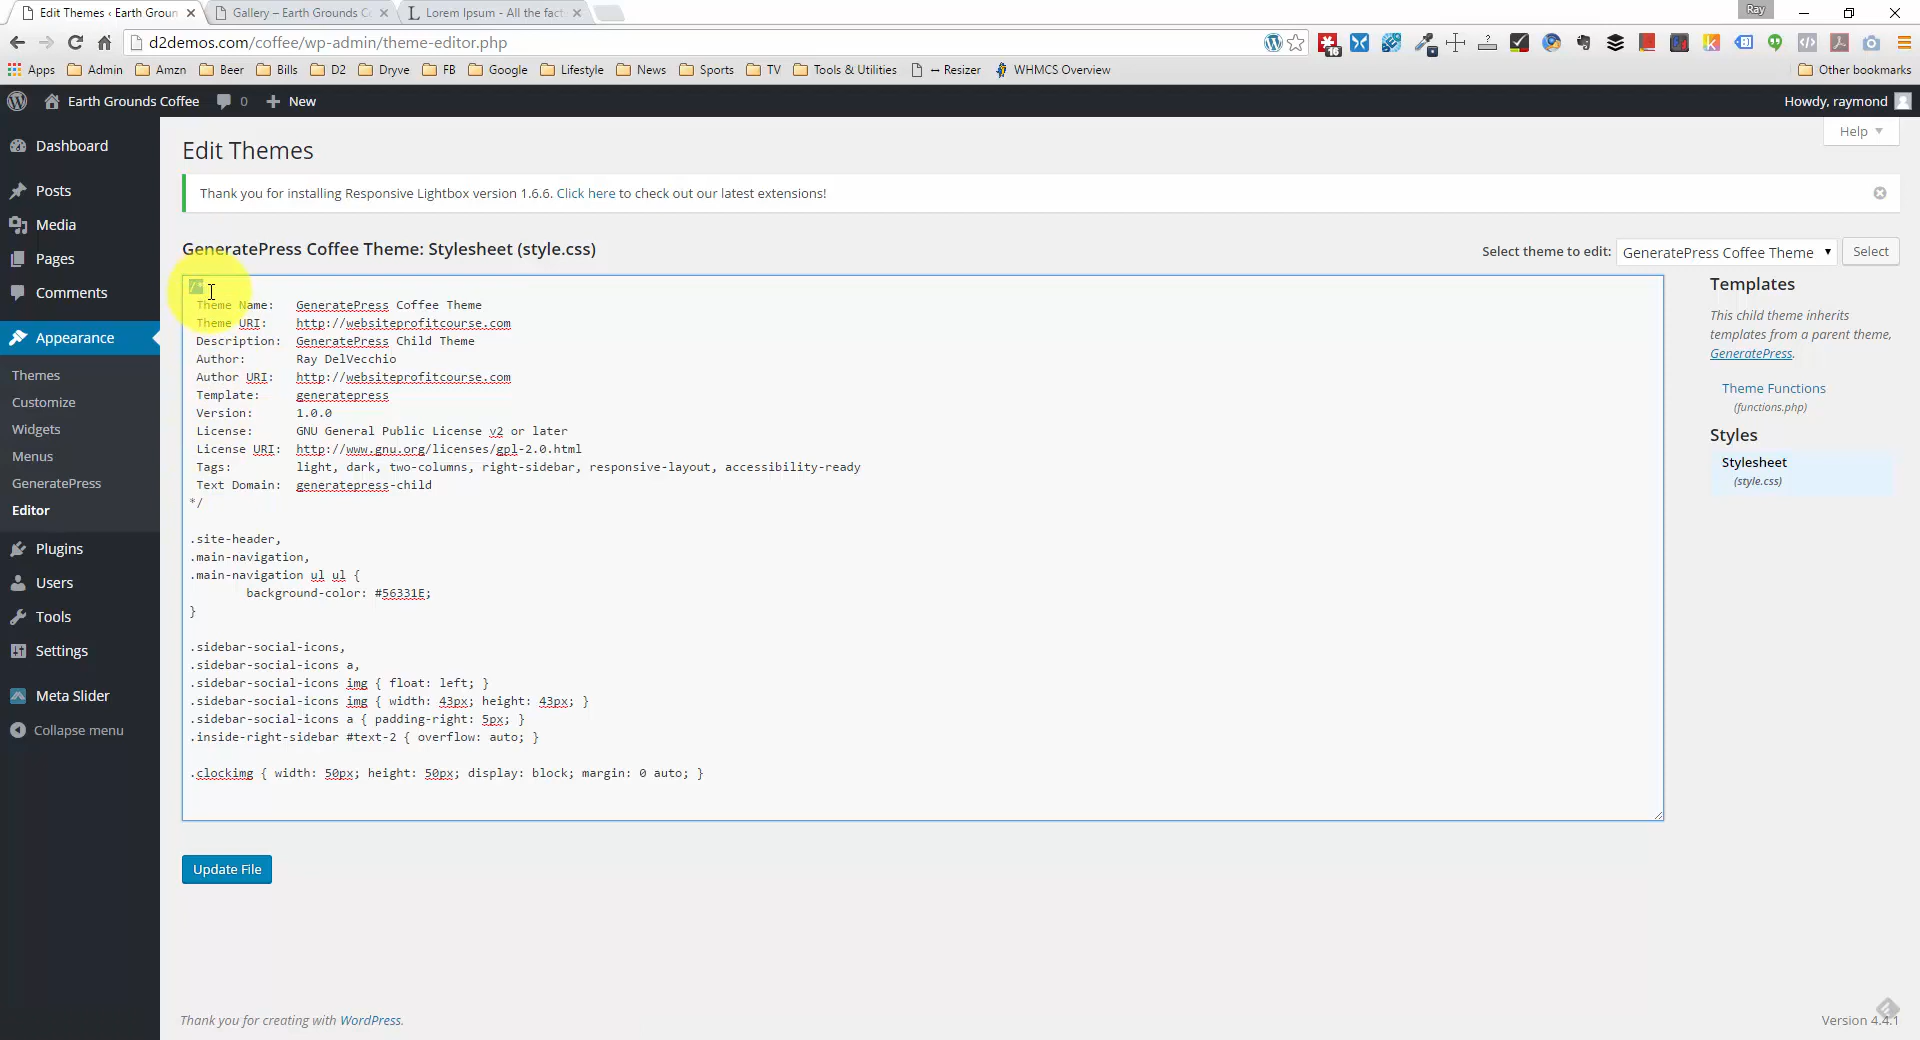 Edit Themes ‹ Earth Groun
Gallery – Earth Grounds C
Lorem Ipsum - All the fact
Ray
d2demos.com/coffee/wp-admin/theme-editor.php
16
Apps Admin Amzn Beer Bills D2 Dryve FB Google Lifestyle News Sports TV Tools & Utilities ↔ Resizer WHMCS Overview Other bookmarks
Earth Grounds Coffee 0 New Howdy, raymond
Help
Dashboard
Posts
Media
Pages
Comments
Appearance
Themes
Customize
Widgets
Menus
GeneratePress
Editor
Plugins
Users
Tools
Settings
Meta Slider
Collapse menu
Edit Themes
Thank you for installing Responsive Lightbox version 1.6.6. Click here to check out our latest extensions!
GeneratePress Coffee Theme: Stylesheet (style.css)
Select theme to edit: GeneratePress Coffee Theme Select
/*
Theme Name: GeneratePress Coffee Theme
Theme URI: http://websiteprofitcourse.com
Description: GeneratePress Child Theme
Author: Ray DelVecchio
Author URI: http://websiteprofitcourse.com
Template: generatepress
Version: 1.0.0
License: GNU General Public License v2 or later
License URI: http://www.gnu.org/licenses/gpl-2.0.html
Tags: light, dark, two-columns, right-sidebar, responsive-layout, accessibility-ready
Text Domain: generatepress-child
*/
.site-header,
.main-navigation,
.main-navigation ul ul {
background-color: #56331E;
}
.sidebar-social-icons,
.sidebar-social-icons a,
.sidebar-social-icons img { float: left; }
.sidebar-social-icons img { width: 43px; height: 43px; }
.sidebar-social-icons a { padding-right: 5px; }
.inside-right-sidebar #text-2 { overflow: auto; }
.clockimg { width: 50px; height: 50px; display: block; margin: 0 auto; }
Templates
This child theme inherits
templates from a parent theme,
GeneratePress.
Theme Functions
(functions.php)
Styles
Stylesheet
(style.css)
Update File
Thank you for creating with WordPress.
Version 4.4.1